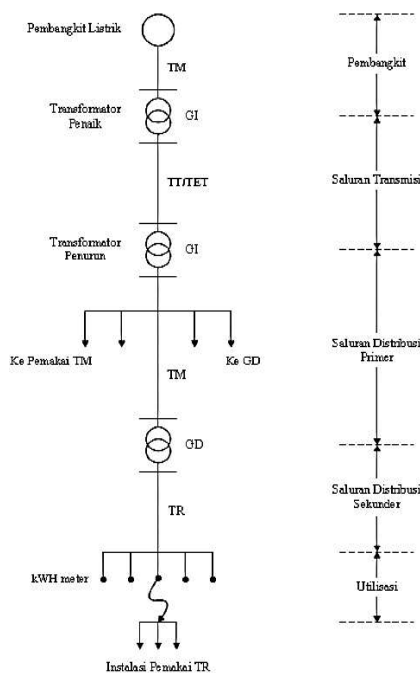 Pembangkit Listrik
TM
Pembangkit
Transformator
Penaik
GI
TT/TET
Saluran Transmisi
Transformator
Penurun
GI
Ke Pemakai TM
Ke GD
Saluran Distribusi
Primer
TM
GD
Saluran Distribusi
Sekunder
TR
kWH meter
Utilisasi
Instalasi Pemakai TR